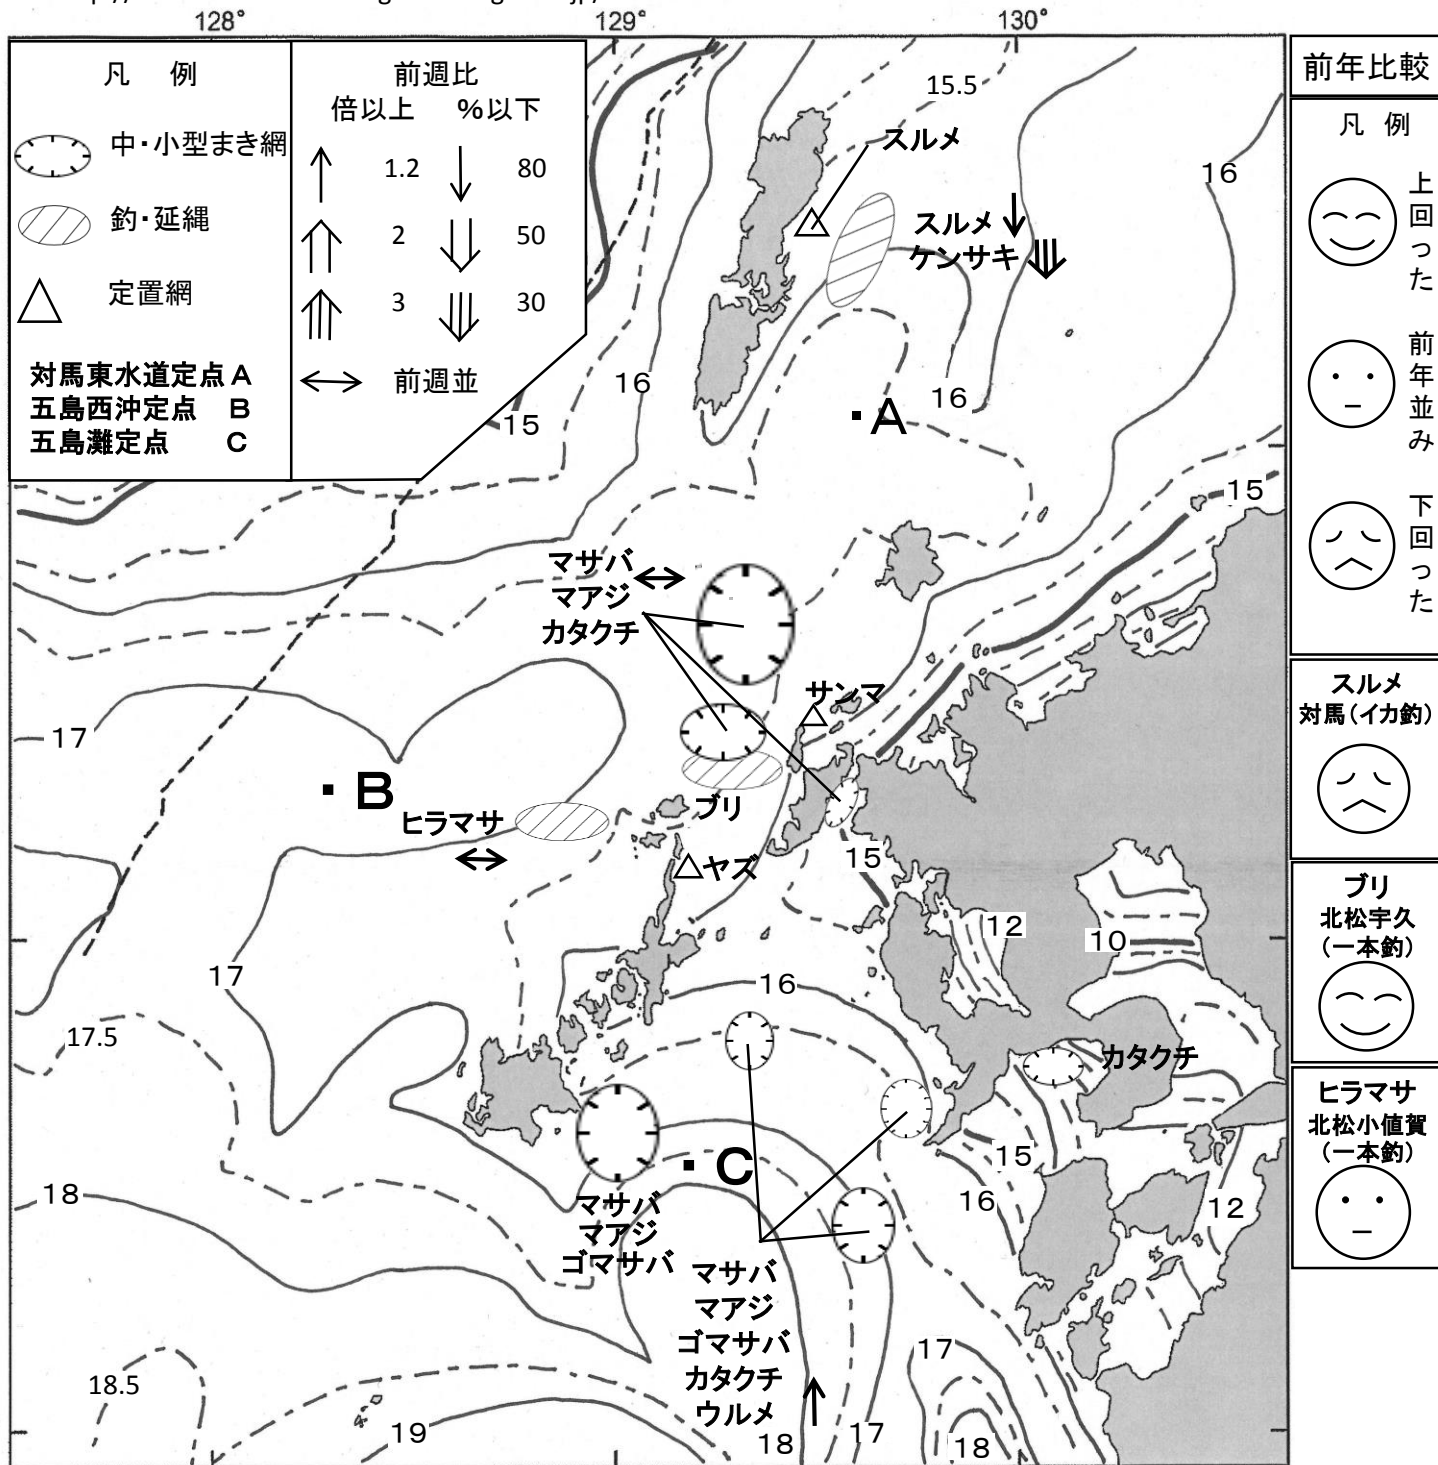 128°
129°
130°
凡 例
中・小型まき網
釣・延縄
定置網
対馬東水道定点 A
五島西沖定点 B
五島灘定点 C
前週比
倍以上 %以下
1.2 80
2 50
3 30
前週並
前年比較
凡 例
上回った
前年並み
下回った
スルメ
対馬(イカ釣)
ブリ
北松宇久
(一本釣)
ヒラマサ
北松小値賀
(一本釣)
15.5
スルメ
16
スルメ
ケンサキ
16
16
15
A
15
マサバ
マアジ
カタクチ
サンマ
17
B
ブリ
ヒラマサ
ヤズ
15
12
10
17
16
17.5
カタクチ
15
C
18
16
12
マサバ
マアジ
ゴマサバ
マサバ
マアジ
ゴマサバ
カタクチ
ウルメ
17
18.5
19
18
17
18